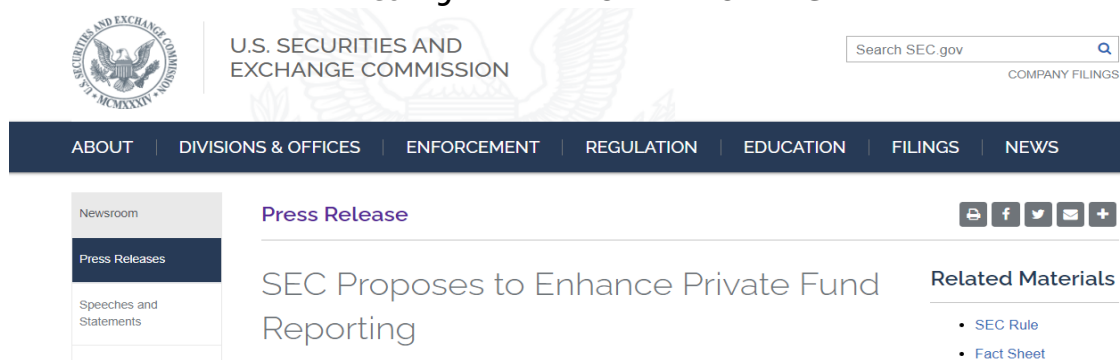 U.S. SECURITIES AND
EXCHANGE COMMISSION
Search SEC.gov
COMPANY FILINGS
ABOUT | DIVISIONS & OFFICES | ENFORCEMENT | REGULATION | EDUCATION | FILINGS | NEWS
Newsroom
Press Releases
Speeches and
Statements
Press Release
SEC Proposes to Enhance Private Fund
Reporting
Related Materials
• SEC Rule
• Fact Sheet